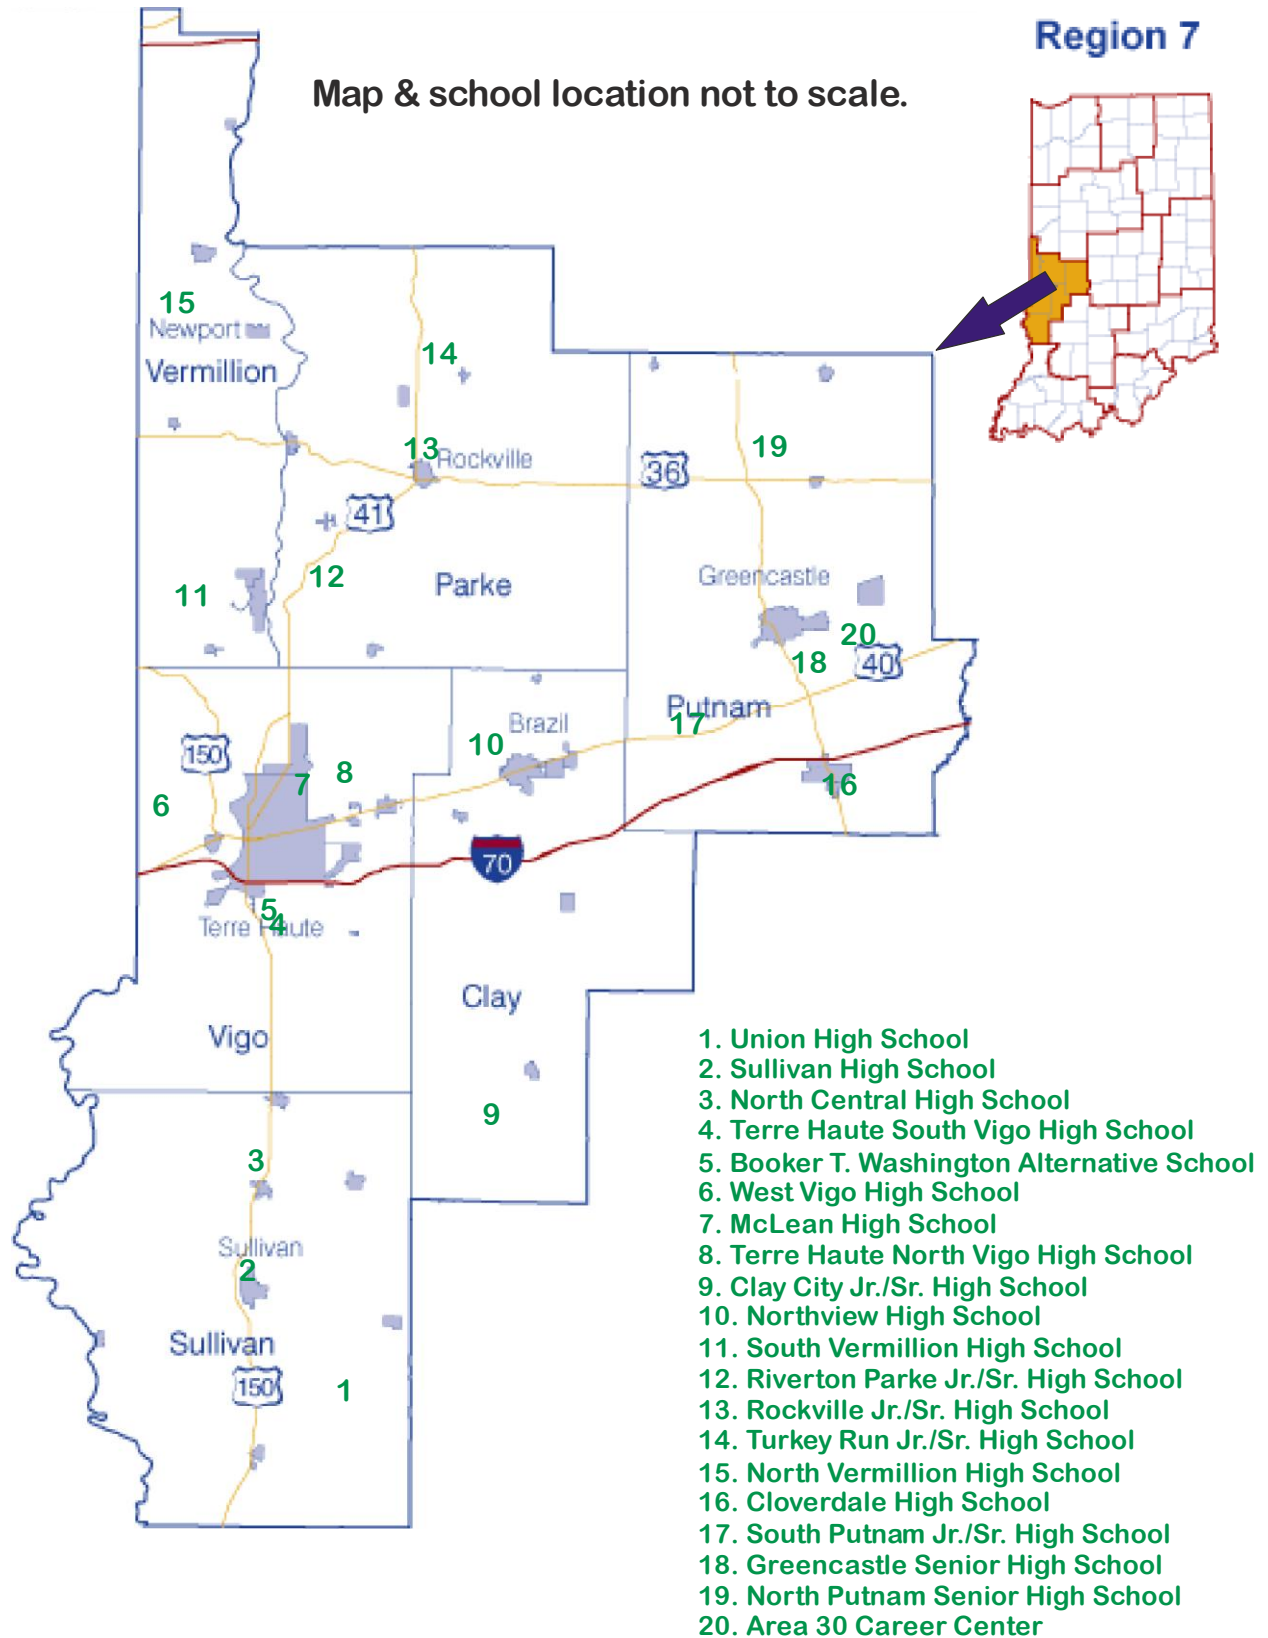 Region 7
Map & school location not to scale.
15
Newport
Vermillion
14
13
Rockville
36
19
41
12
Parke
11
Greencastle
20
18
40
Putnam
17
Brazil
10
150
7
8
6
16
70
5
4
Terre Haute
Clay
Vigo
9
3
Sullivan
2
Sullivan
150
1
1. Union High School
2. Sullivan High School
3. North Central High School
4. Terre Haute South Vigo High School
5. Booker T. Washington Alternative School
6. West Vigo High School
7. McLean High School
8. Terre Haute North Vigo High School
9. Clay City Jr./Sr. High School
10. Northview High School
11. South Vermillion High School
12. Riverton Parke Jr./Sr. High School
13. Rockville Jr./Sr. High School
14. Turkey Run Jr./Sr. High School
15. North Vermillion High School
16. Cloverdale High School
17. South Putnam Jr./Sr. High School
18. Greencastle Senior High School
19. North Putnam Senior High School
20. Area 30 Career Center